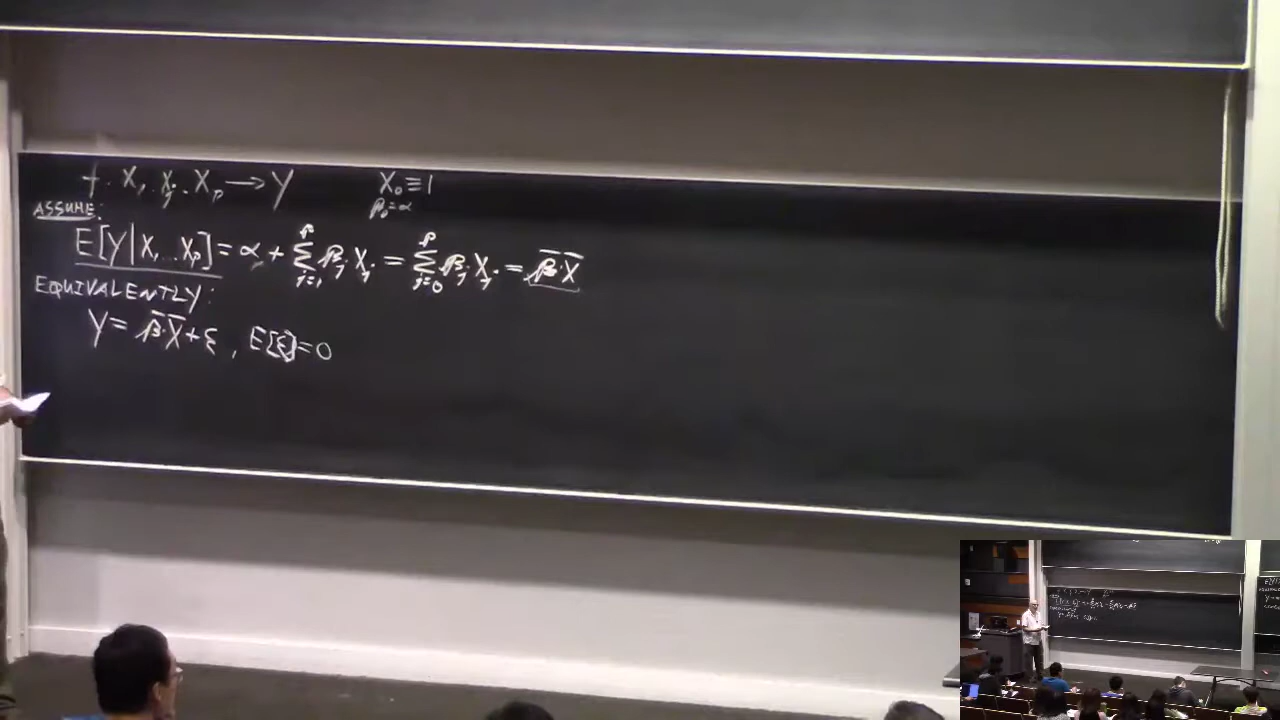 f: X₁..Xⱼ..Xₚ → Y    X₀ ≡ 1
β₀ = α
ASSUME:
E[Y|X₁...Xₚ] = α + Σⱼ₌₁ᵖ βⱼ Xⱼ = Σⱼ₌₀ᵖ βⱼ Xⱼ = β̄·X̄
EQUIVALENTLY:
Y = β̄·X̄ + ε, E[ε] = 0